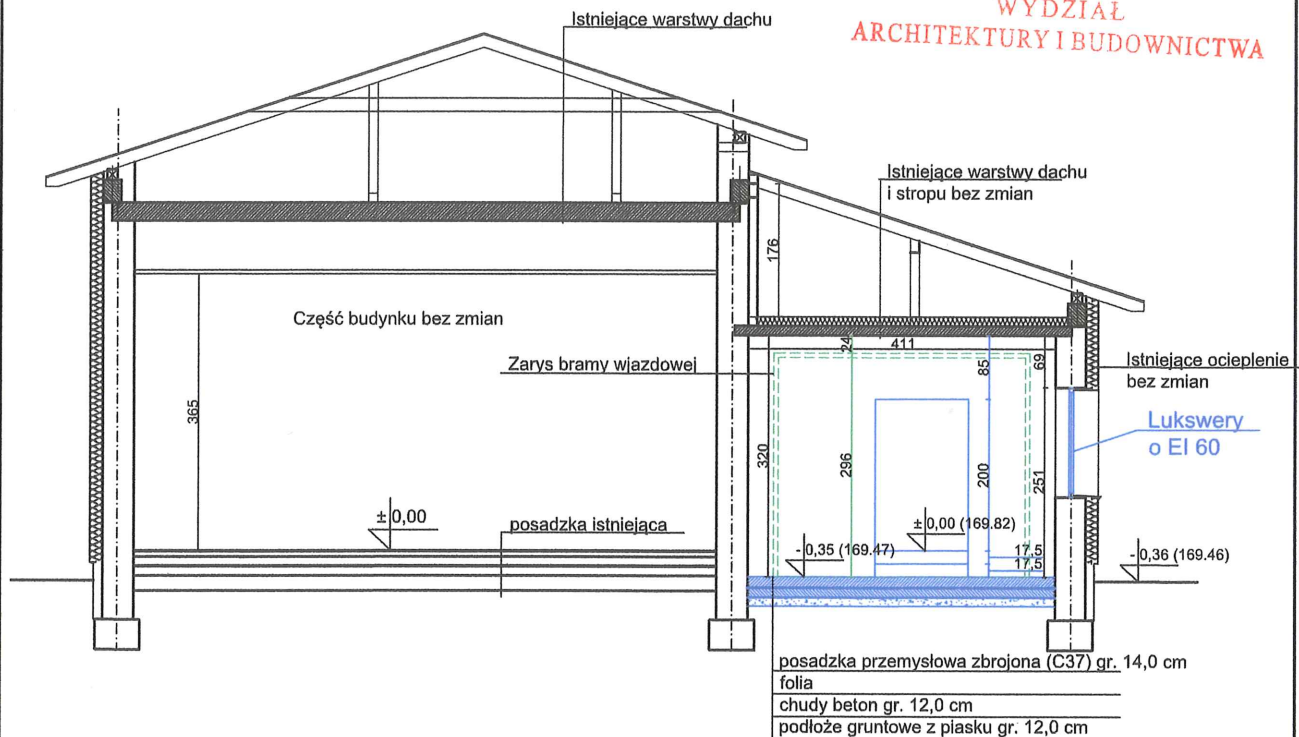 WYDZIAŁ
ARCHITEKTURY I BUDOWNICTWA
Istniejące warstwy dachu
Istniejące warstwy dachu
i stropu bez zmian
176
Część budynku bez zmian
24
411
Zarys bramy wjazdowej
85
69
Istniejące ocieplenie
bez zmian
365
Lukswery
o EI 60
320
296
200
251
± 0,00
posadzka istniejąca
± 0,00 (169.82)
- 0,35 (169.47)
17,5
17,5
- 0,36 (169.46)
posadzka przemysłowa zbrojona (C37) gr. 14,0 cm
folia
chudy beton gr. 12,0 cm
podłoże gruntowe z piasku gr. 12,0 cm